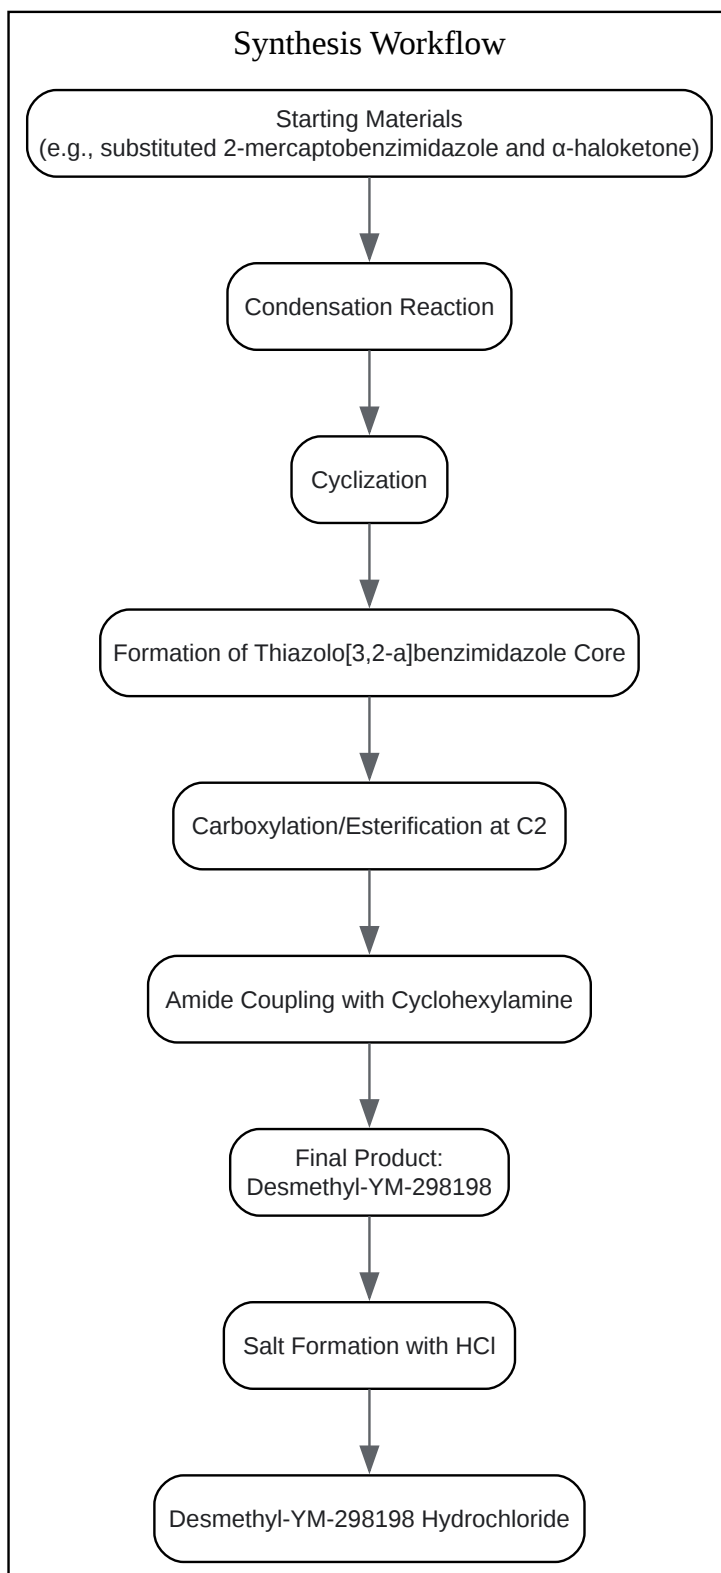 Synthesis Workflow
Starting Materials
(e.g., substituted 2-mercaptobenzimidazole and α-haloketone)
Condensation Reaction
Cyclization
Formation of Thiazolo[3,2-a]benzimidazole Core
Carboxylation/Esterification at C2
Amide Coupling with Cyclohexylamine
Final Product:
Desmethyl-YM-298198
Salt Formation with HCl
Desmethyl-YM-298198 Hydrochloride